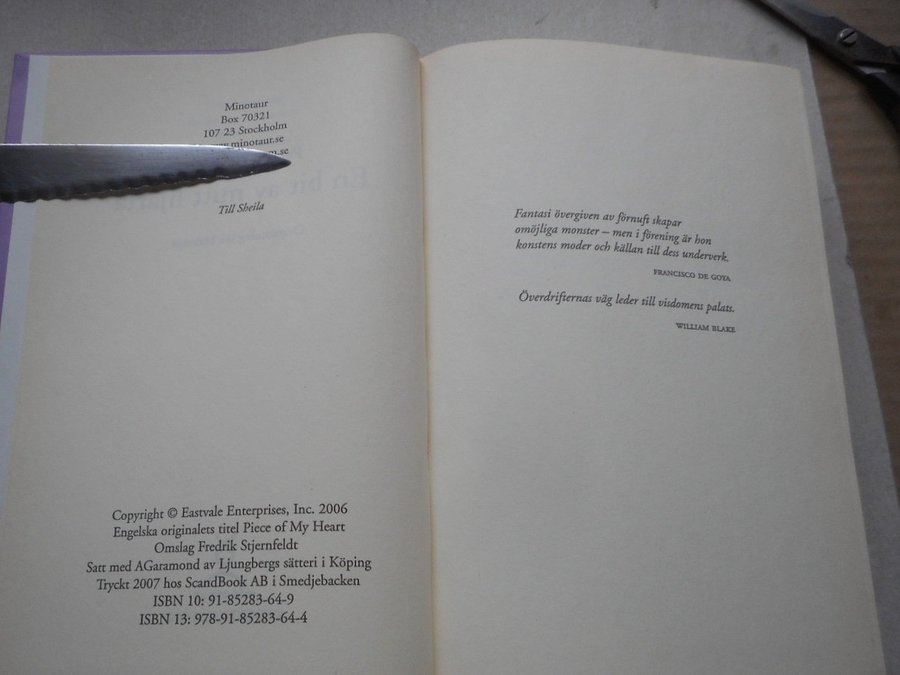 Minotaur
Box 70321
107 23 Stockholm
www.minotaur.se
Till Sheila
Copyright © Eastvale Enterprises, Inc. 2006
Engelska originalets titel Piece of My Heart
Omslag Fredrik Stjernfeldt
Satt med AGaramond av Ljungbergs sätteri i Köping
Tryckt 2007 hos ScandBook AB i Smedjebacken
ISBN 10: 91-85283-64-9
ISBN 13: 978-91-85283-64-4
Fantasi övergiven av förnuft skapar
omöjliga monster – men i förening är hon
konstens moder och källan till dess underverk.
FRANCISCO DE GOYA
Överdrifternas väg leder till visdomens palats.
WILLIAM BLAKE